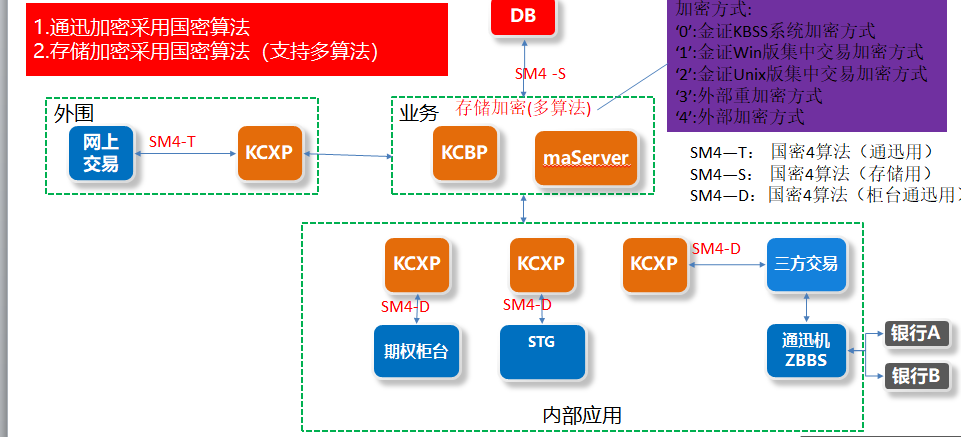 1.通迅加密采用国密算法
2.存储加密采用国密算法（支持多算法）
DB
加密方式:
‘0’:金证KBSS系统加密方式
‘1’:金证Win版集中交易加密方式
‘2’:金证Unix版集中交易加密方式
‘3’:外部重加密方式
‘4’:外部加密方式
SM4 -S
外围
网上
交易
SM4-T
KCXP
业务
存储加密(多算法)
KCBP
maServer
SM4—T： 国密4算法（通迅用）
SM4—S： 国密4算法（存储用）
SM4—D： 国密4算法（柜台通迅用）
KCXP
KCXP
KCXP
SM4-D
三方交易
SM4-D
SM4-D
期权柜台
STG
通迅机
ZBBS
银行A
银行B
内部应用